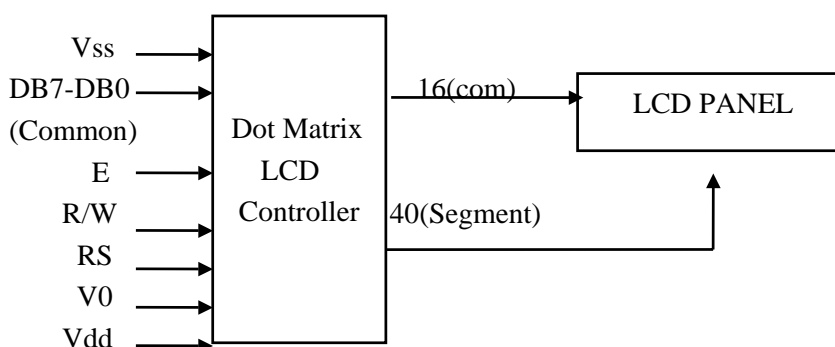 Vss
DB7-DB0
(Common)
E
R/W
RS
V0
Vdd
Dot Matrix
LCD
Controller
16(com)
40(Segment)
LCD PANEL